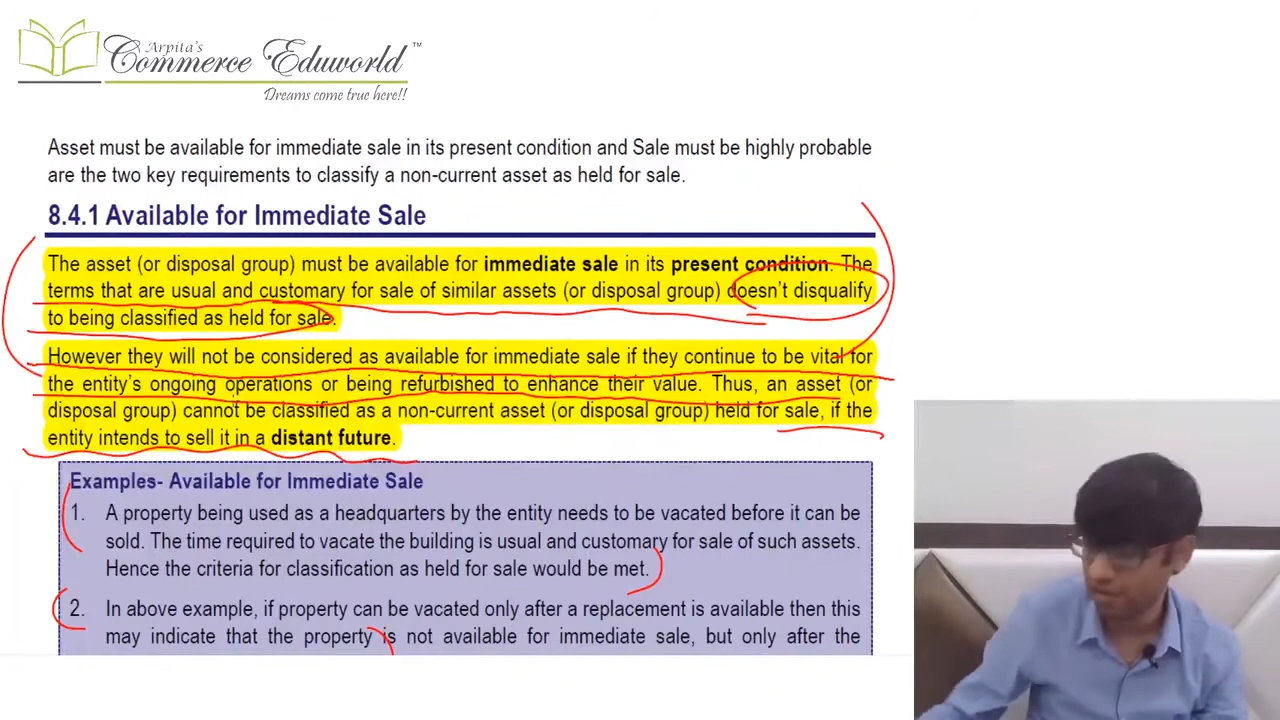 Arpita's
Commerce Eduworld™
Dreams come true here!!
Asset must be available for immediate sale in its present condition and Sale must be highly probable
are the two key requirements to classify a non-current asset as held for sale.
8.4.1 Available for Immediate Sale
The asset (or disposal group) must be available for immediate sale in its present condition. The
terms that are usual and customary for sale of similar assets (or disposal group) doesn't disqualify
to being classified as held for sale.
However they will not be considered as available for immediate sale if they continue to be vital for
the entity's ongoing operations or being refurbished to enhance their value. Thus, an asset (or
disposal group) cannot be classified as a non-current asset (or disposal group) held for sale, if the
entity intends to sell it in a distant future.
Examples- Available for Immediate Sale
1. A property being used as a headquarters by the entity needs to be vacated before it can be
sold. The time required to vacate the building is usual and customary for sale of such assets.
Hence the criteria for classification as held for sale would be met.
2. In above example, if property can be vacated only after a replacement is available then this
may indicate that the property is not available for immediate sale, but only after the